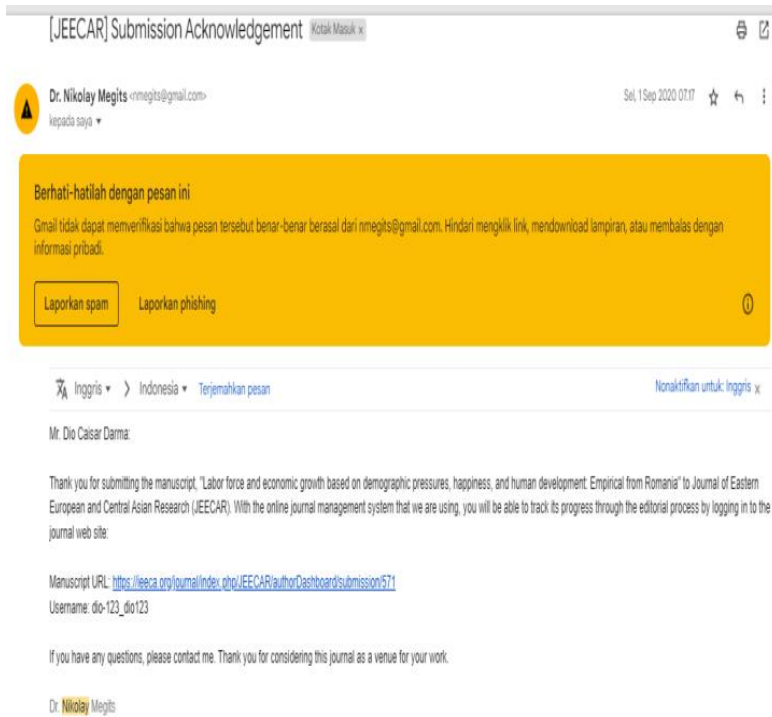 [JEECAR] Submission Acknowledgement Kotak Masuk x
Dr. Nikolay Megits <nmegits@gmail.com> Sel, 1 Sep 2020 07.17
kepada saya
Berhati-hatilah dengan pesan ini
Gmail tidak dapat memverifikasi bahwa pesan tersebut benar-benar berasal dari nmegits@gmail.com. Hindari mengklik link, mendownload lampiran, atau membalas dengan
informasi pribadi.
Laporkan spam Laporkan phishing
Inggris > Indonesia Terjemahkan pesan Nonaktifkan untuk: Inggris x
Mr. Dio Caisar Darma:
Thank you for submitting the manuscript, "Labor force and economic growth based on demographic pressures, happiness, and human development: Empirical from Romania" to Journal of Eastern
European and Central Asian Research (JEECAR). With the online journal management system that we are using, you will be able to track its progress through the editorial process by logging in to the
journal web site:
Manuscript URL: https://ieeca.org/journal/index.php/JEECAR/authorDashboard/submission/571
Username: dio-123_dio123
If you have any questions, please contact me. Thank you for considering this journal as a venue for your work.
Dr. Nikolay Megits